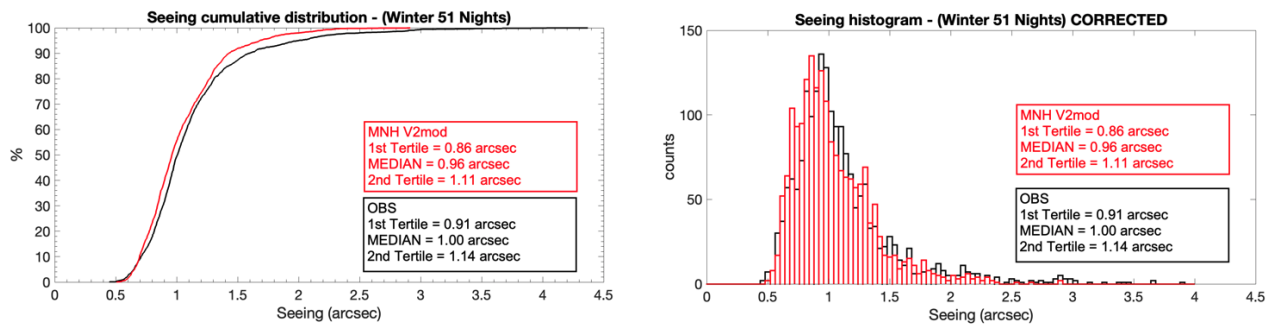 Seeing cumulative distribution - (Winter 51 Nights)
100
90
80
70
60
50
40
30
20
10
0
%
MNH V2mod
1st Tertile = 0.86 arcsec
MEDIAN = 0.96 arcsec
2nd Tertile = 1.11 arcsec
OBS
1st Tertile = 0.91 arcsec
MEDIAN = 1.00 arcsec
2nd Tertile = 1.14 arcsec
0 0.5 1 1.5 2 2.5 3 3.5 4 4.5
Seeing (arcsec)
Seeing histogram - (Winter 51 Nights) CORRECTED
150
100
50
0
counts
MNH V2mod
1st Tertile = 0.86 arcsec
MEDIAN = 0.96 arcsec
2nd Tertile = 1.11 arcsec
OBS
1st Tertile = 0.91 arcsec
MEDIAN = 1.00 arcsec
2nd Tertile = 1.14 arcsec
0 0.5 1 1.5 2 2.5 3 3.5 4 4.5
Seeing (arcsec)